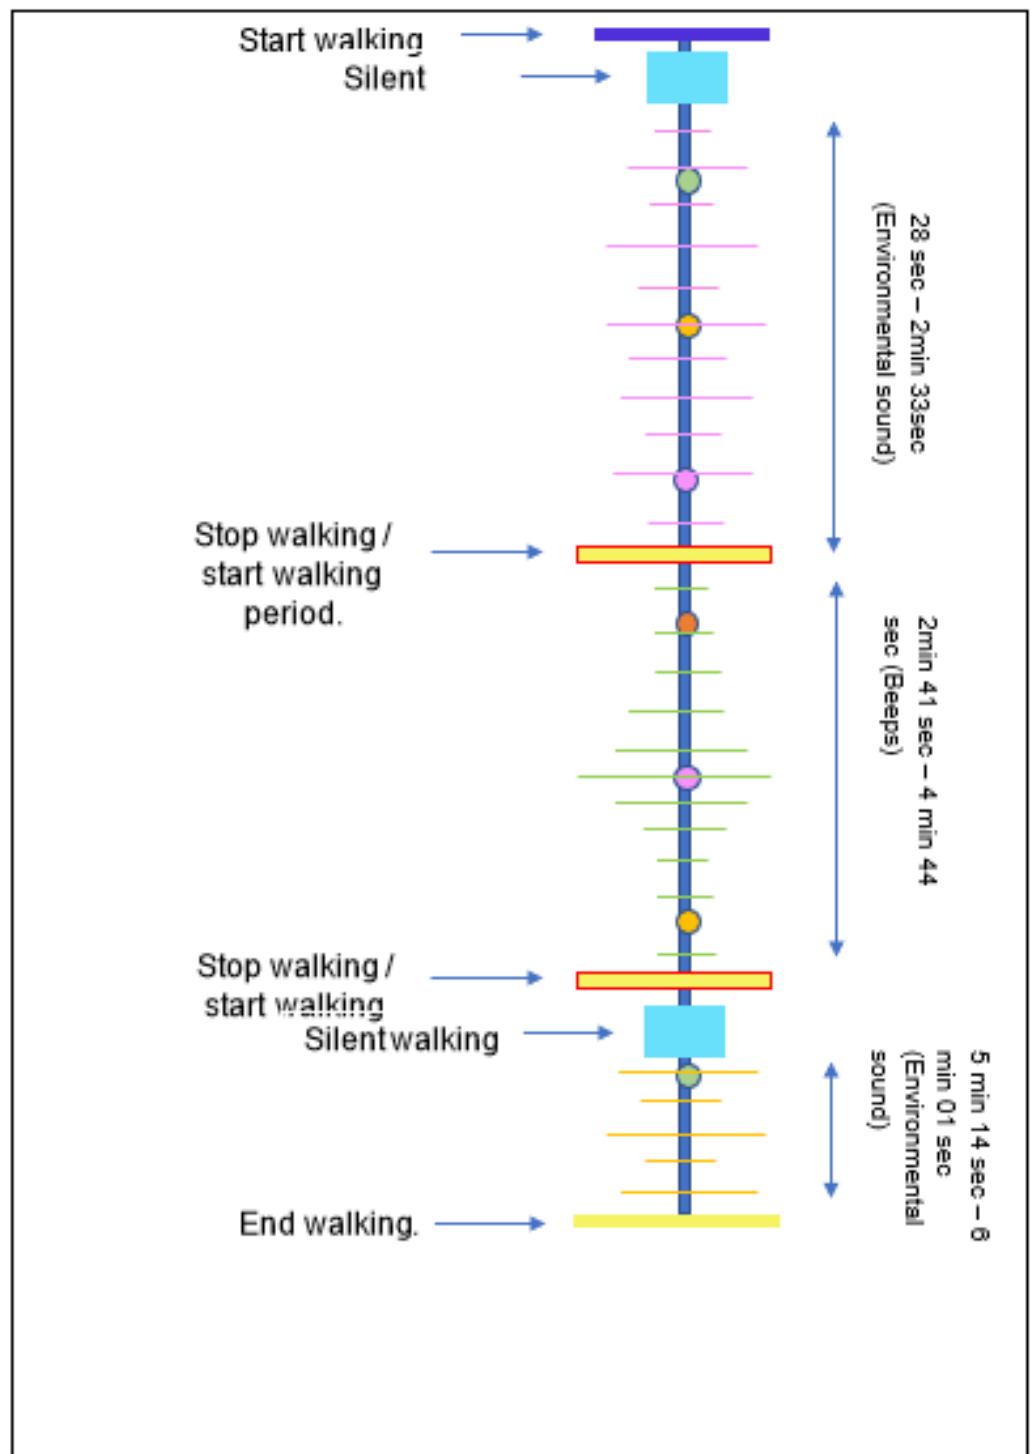 Start walking
Silent
28 sec – 2min 33sec
(Environmental sound)
Stop walking /
start walking
period.
2min 41 sec – 4 min 44
sec (Beeps)
Stop walking /
start walking
Silent walking
5 min 14 sec – 6
min 01 sec
(Environmental
sound)
End walking.